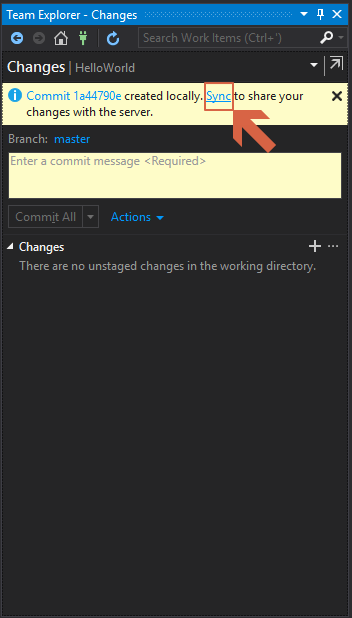 Team Explorer - Changes
Search Work Items (Ctrl+')
Changes | HelloWorld
Commit 1a44790e created locally. Sync to share your
changes with the server.
Branch: master
Enter a commit message <Required>
Commit All Actions
Changes
There are no unstaged changes in the working directory.